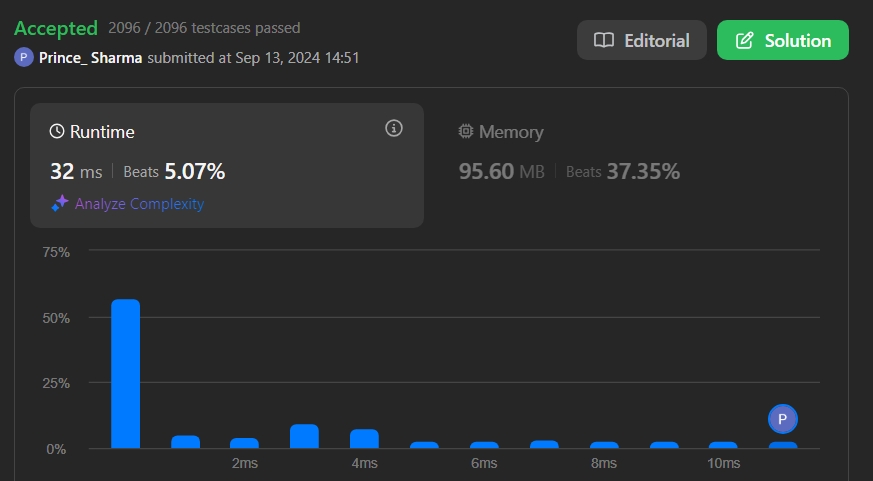 Accepted 2096 / 2096 testcases passed
P Prince_ Sharma submitted at Sep 13, 2024 14:51
Editorial
Solution
Runtime
32 ms | Beats 5.07%
Analyze Complexity
Memory
95.60 MB | Beats 37.35%
75%
50%
25%
0%
P
2ms 4ms 6ms 8ms 10ms